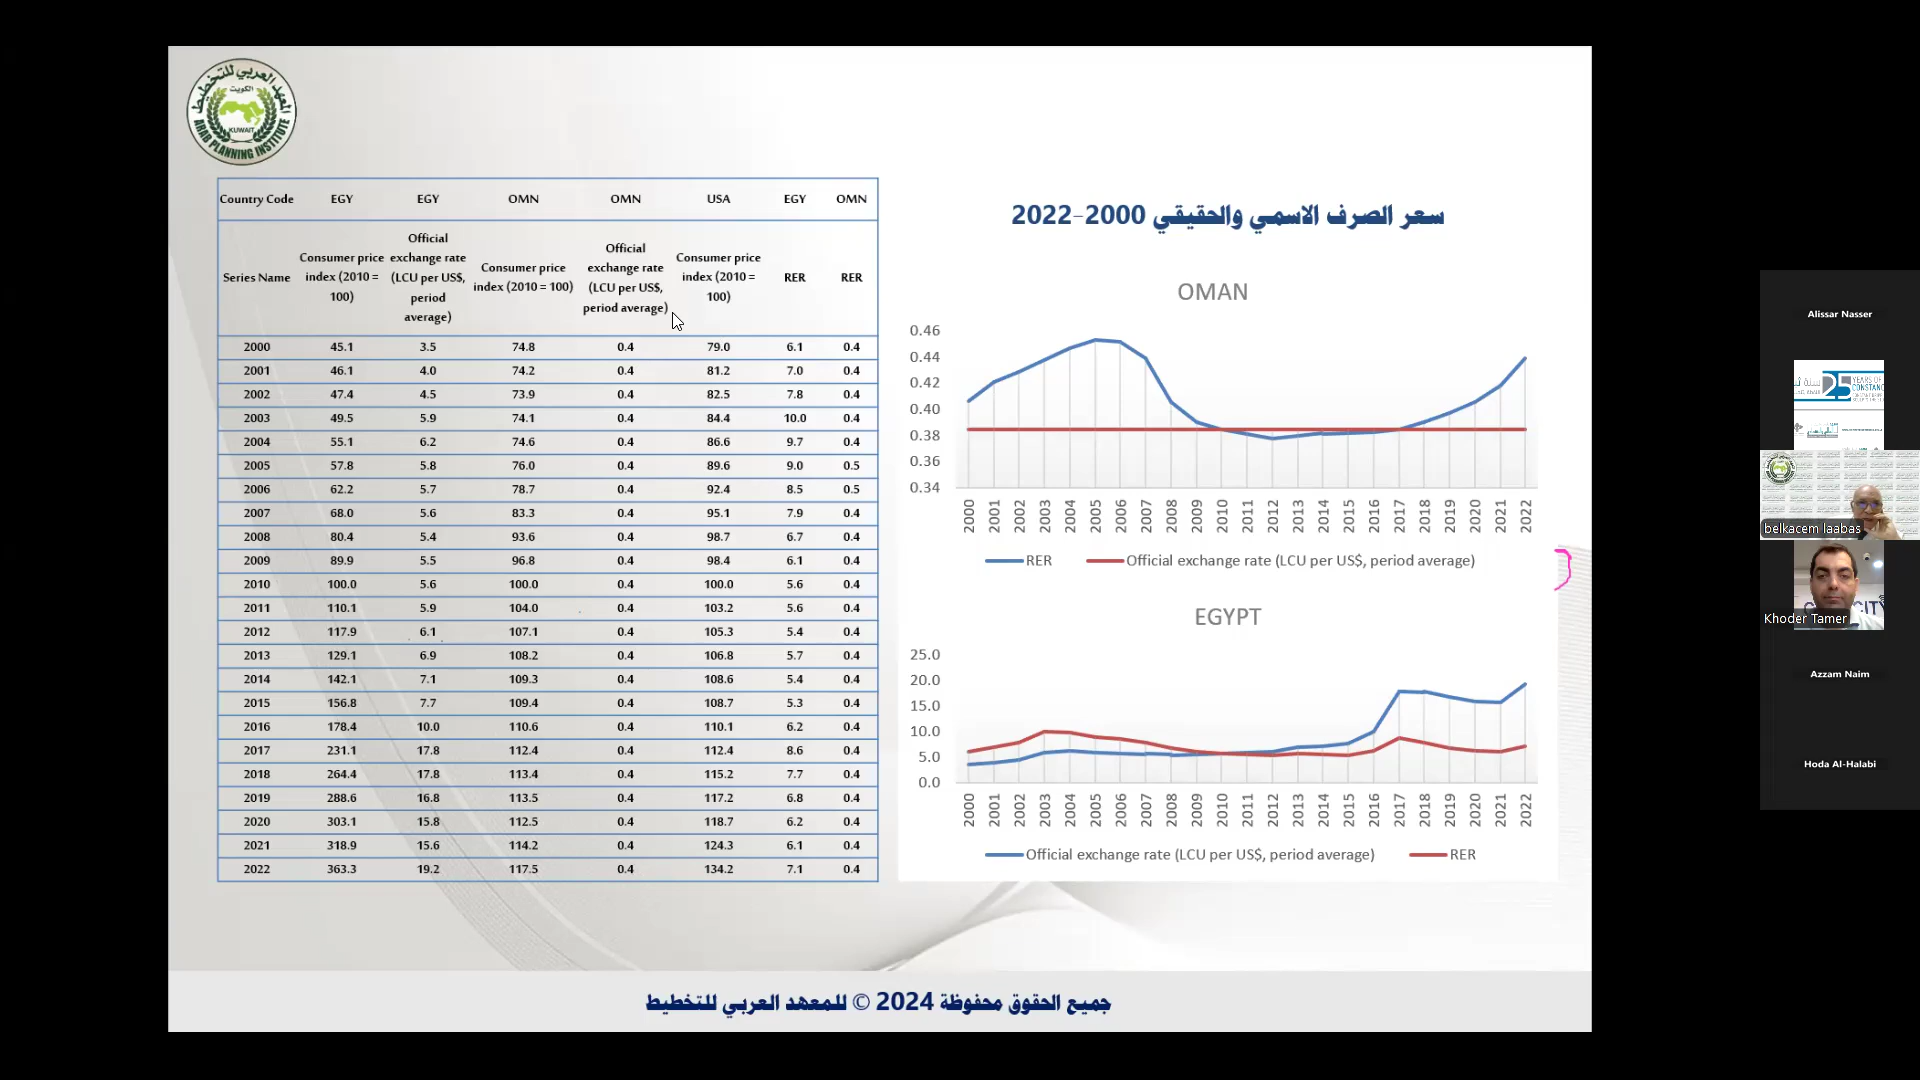 المعهد العربي للتخطيط
الكويت
KUWAIT
ARAB PLANNING INSTITUTE
Country Code EGY EGY OMN OMN USA EGY OMN
Series Name Consumer price index (2010 = 100) Official exchange rate (LCU per US$, period average) Consumer price index (2010 = 100) Official exchange rate (LCU per US$, period average) Consumer price index (2010 = 100) RER RER
2000 45.1 3.5 74.8 0.4 79.0 6.1 0.4
2001 46.1 4.0 74.2 0.4 81.2 7.0 0.4
2002 47.4 4.5 73.9 0.4 82.5 7.8 0.4
2003 49.5 5.9 74.1 0.4 84.4 10.0 0.4
2004 55.1 6.2 74.6 0.4 86.6 9.7 0.4
2005 57.8 5.8 76.0 0.4 89.6 9.0 0.5
2006 62.2 5.7 78.7 0.4 92.4 8.5 0.5
2007 68.0 5.6 83.3 0.4 95.1 7.9 0.4
2008 80.4 5.4 93.6 0.4 98.7 6.7 0.4
2009 89.9 5.5 96.8 0.4 98.4 6.1 0.4
2010 100.0 5.6 100.0 0.4 100.0 5.6 0.4
2011 110.1 5.9 104.0 0.4 103.2 5.6 0.4
2012 117.9 6.1 107.1 0.4 105.3 5.4 0.4
2013 129.1 6.9 108.2 0.4 106.8 5.7 0.4
2014 142.1 7.1 109.3 0.4 108.6 5.4 0.4
2015 156.8 7.7 109.4 0.4 108.7 5.3 0.4
2016 178.4 10.0 110.6 0.4 110.1 6.2 0.4
2017 231.1 17.8 112.4 0.4 112.4 8.6 0.4
2018 264.4 17.8 113.4 0.4 115.2 7.7 0.4
2019 288.6 16.8 113.5 0.4 117.2 6.8 0.4
2020 303.1 15.8 112.5 0.4 118.7 6.2 0.4
2021 318.9 15.6 114.2 0.4 124.3 6.1 0.4
2022 363.3 19.2 117.5 0.4 134.2 7.1 0.4
سعر الصرف الاسمي والحقيقي 2000-2022
OMAN
0.46
0.44
0.42
0.40
0.38
0.36
0.34
2000 2001 2002 2003 2004 2005 2006 2007 2008 2009 2010 2011 2012 2013 2014 2015 2016 2017 2018 2019 2020 2021 2022
RER Official exchange rate (LCU per US$, period average)
EGYPT
25.0
20.0
15.0
10.0
5.0
0.0
2000 2001 2002 2003 2004 2005 2006 2007 2008 2009 2010 2011 2012 2013 2014 2015 2016 2017 2018 2019 2020 2021 2022
Official exchange rate (LCU per US$, period average) RER
جميع الحقوق محفوظة 2024 © للمعهد العربي للتخطيط
Alissar Nasser
25 YEARS OF
CONSTANC
belkacem laabas
Khoder Tamer
Azzam Naim
Hoda Al-Halabi